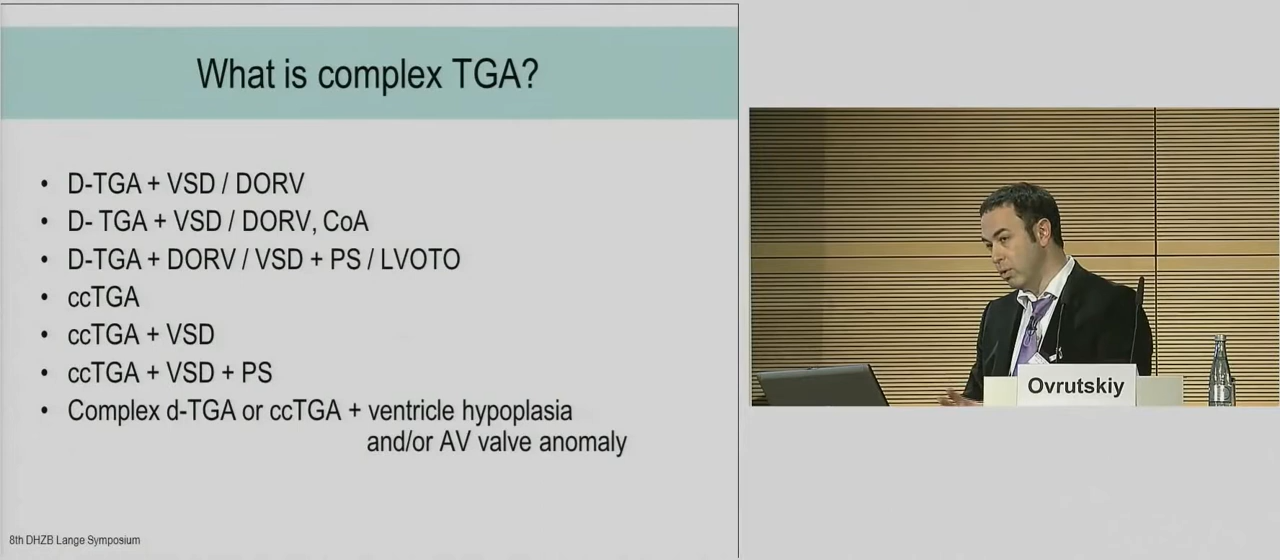 What is complex TGA?
• D-TGA + VSD / DORV
• D- TGA + VSD / DORV, CoA
• D-TGA + DORV / VSD + PS / LVOTO
• ccTGA
• ccTGA + VSD
• ccTGA + VSD + PS
• Complex d-TGA or ccTGA + ventricle hypoplasia
and/or AV valve anomaly
8th DHZB Lange Symposium
Ovrutskiy